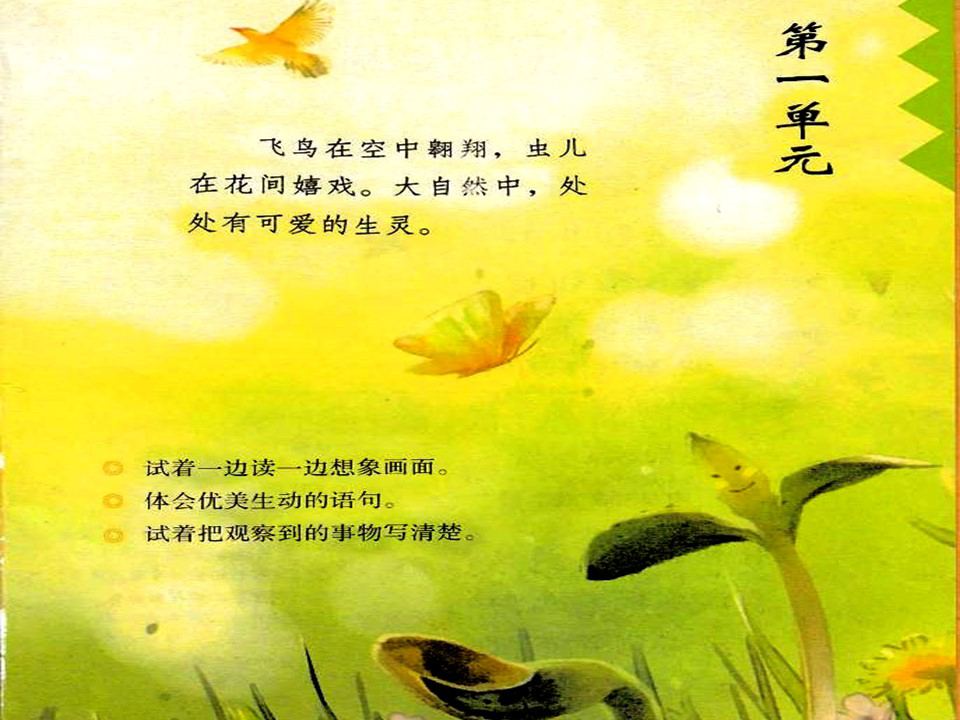 第一单元
飞鸟在空中翱翔，虫儿
在花间嬉戏。大自然中，处
处有可爱的生灵。
◎ 试着一边读一边想象画面。
◎ 体会优美生动的语句。
◎ 试着把观察到的事物写清楚。